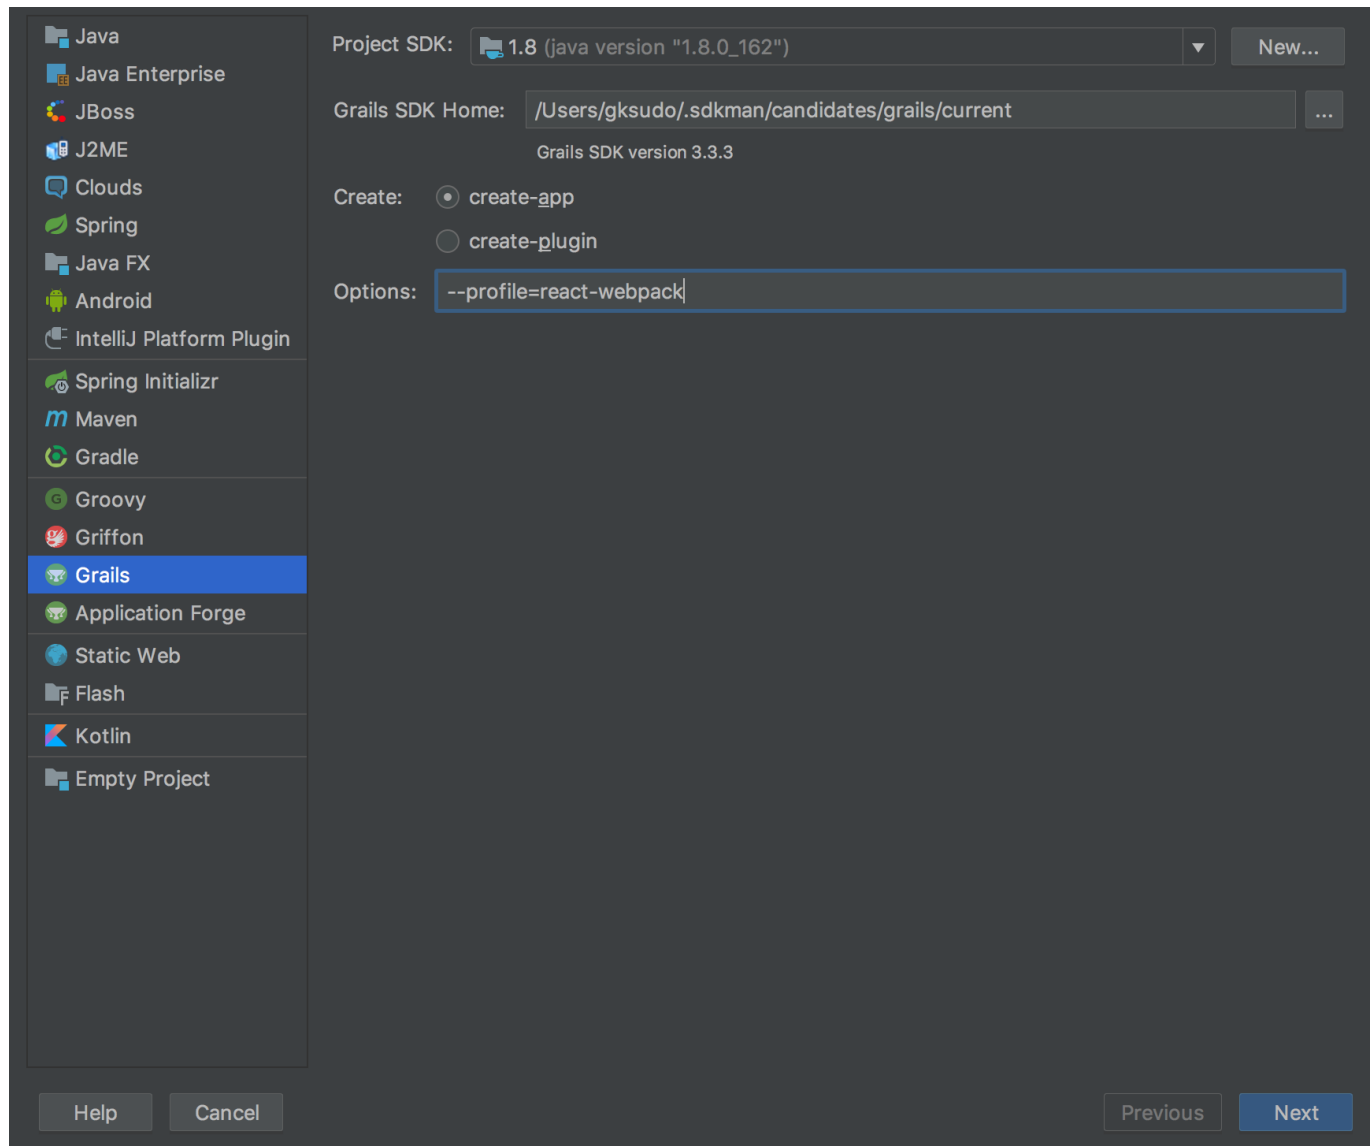 Java
Java Enterprise
JBoss
J2ME
Clouds
Spring
Java FX
Android
IntelliJ Platform Plugin
Spring Initializr
Maven
Gradle
Groovy
Griffon
Grails
Application Forge
Static Web
Flash
Kotlin
Empty Project
Project SDK: 1.8 (java version "1.8.0_162") New...
Grails SDK Home: /Users/gksudo/.sdkman/candidates/grails/current ...
Grails SDK version 3.3.3
Create: create-app
create-plugin
Options: --profile=react-webpack
Help Cancel Previous Next